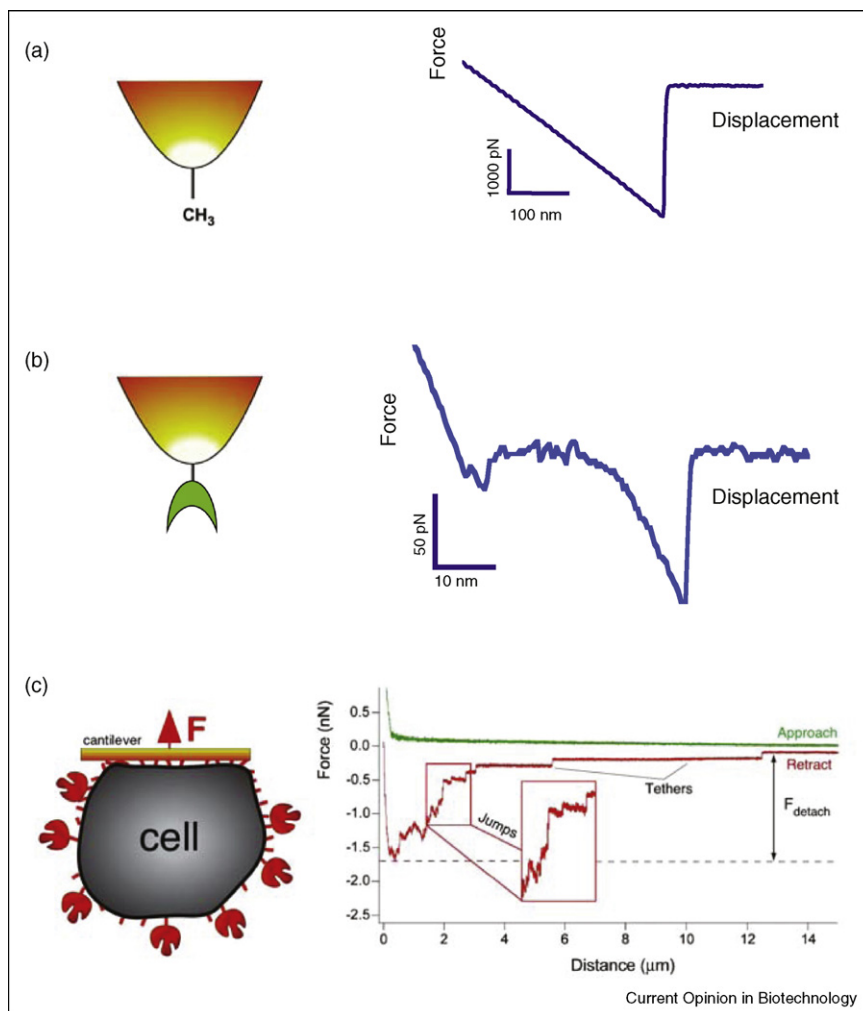 (a)
CH3
Force
1000 pN
100 nm
Displacement
(b)
Force
50 pN
10 nm
Displacement
(c)
F
cantilever
cell
Force (nN)
0.5
0.0
-0.5
-1.0
-1.5
-2.0
-2.5
Approach
Retract
Tethers
Jumps
Fdetach
0
2
4
6
8
10
12
14
Distance (μm)
Current Opinion in Biotechnology